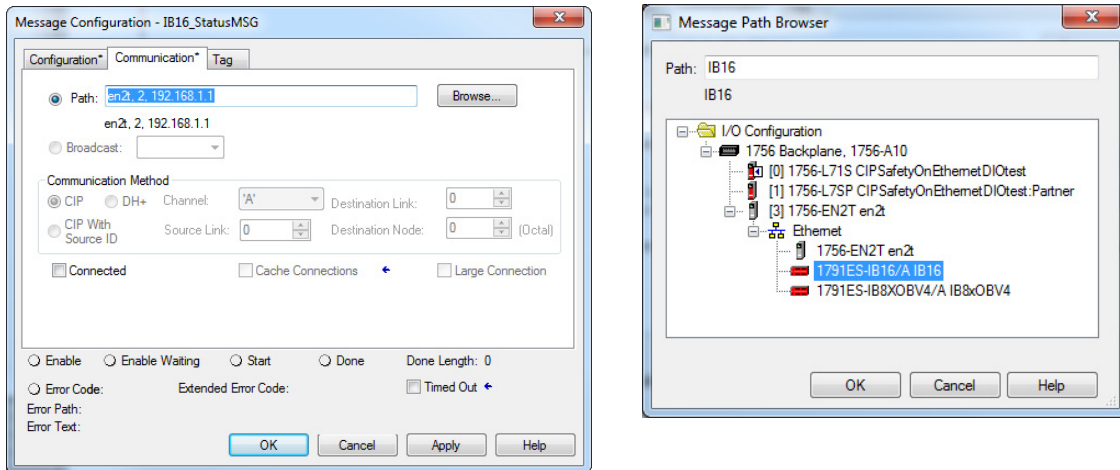 Message Configuration - IB16_StatusMSG
Configuration* Communication* Tag
Path: en2t, 2, 192.168.1.1 Browse...
en2t, 2, 192.168.1.1
Broadcast:
Communication Method
CIP DH+ Channel: 'A' Destination Link: 0
CIP With Source ID Source Link: 0 Destination Node: 0 (Octal)
Connected Cache Connections Large Connection
Enable Enable Waiting Start Done Done Length: 0
Error Code: Extended Error Code: Timed Out
Error Path:
Error Text:
OK Cancel Apply Help
Message Path Browser
Path: IB16
IB16
I/O Configuration
1756 Backplane, 1756-A10
[0] 1756-L71S CIPSafetyOnEthernetDIOtest
[1] 1756-L7SP CIPSafetyOnEthernetDIOtest:Partner
[3] 1756-EN2T en2t
Ethernet
1756-EN2T en2t
1791ES-IB16/A IB16
1791ES-IB8XOBV4/A IB8xOBV4
OK Cancel Help